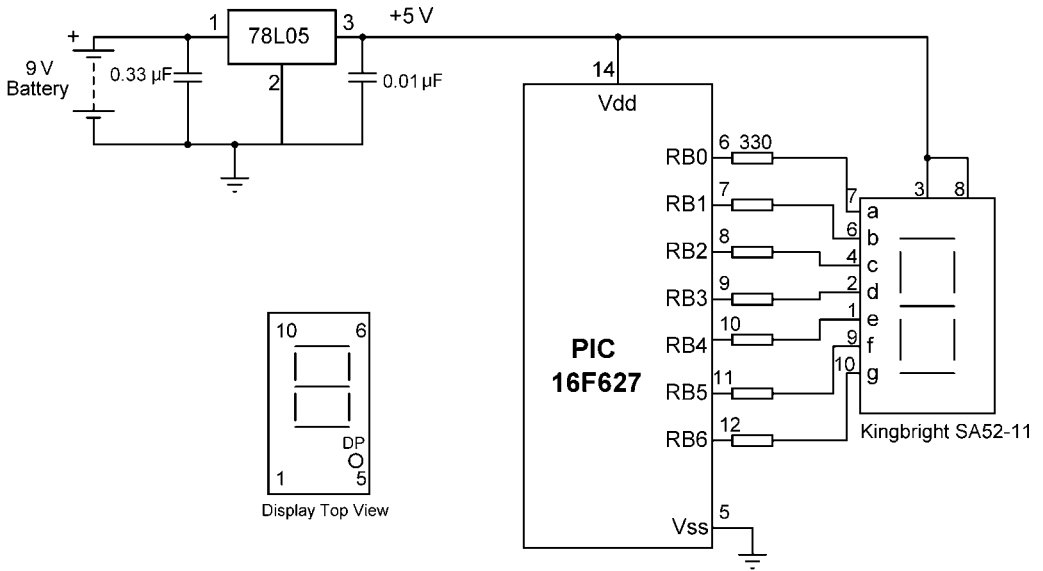 +5 V
1
78L05
3
+
9 V
Battery
0.33 µF
2
0.01 µF
14
Vdd
RB0
6
330
RB1
7
RB2
8
RB3
9
RB4
10
RB5
11
RB6
12
PIC
16F627
Vss
5
3
8
7
a
6
b
4
c
2
d
1
e
9
f
10
g
Kingbright SA52-11
10
6
DP
1
5
Display Top View